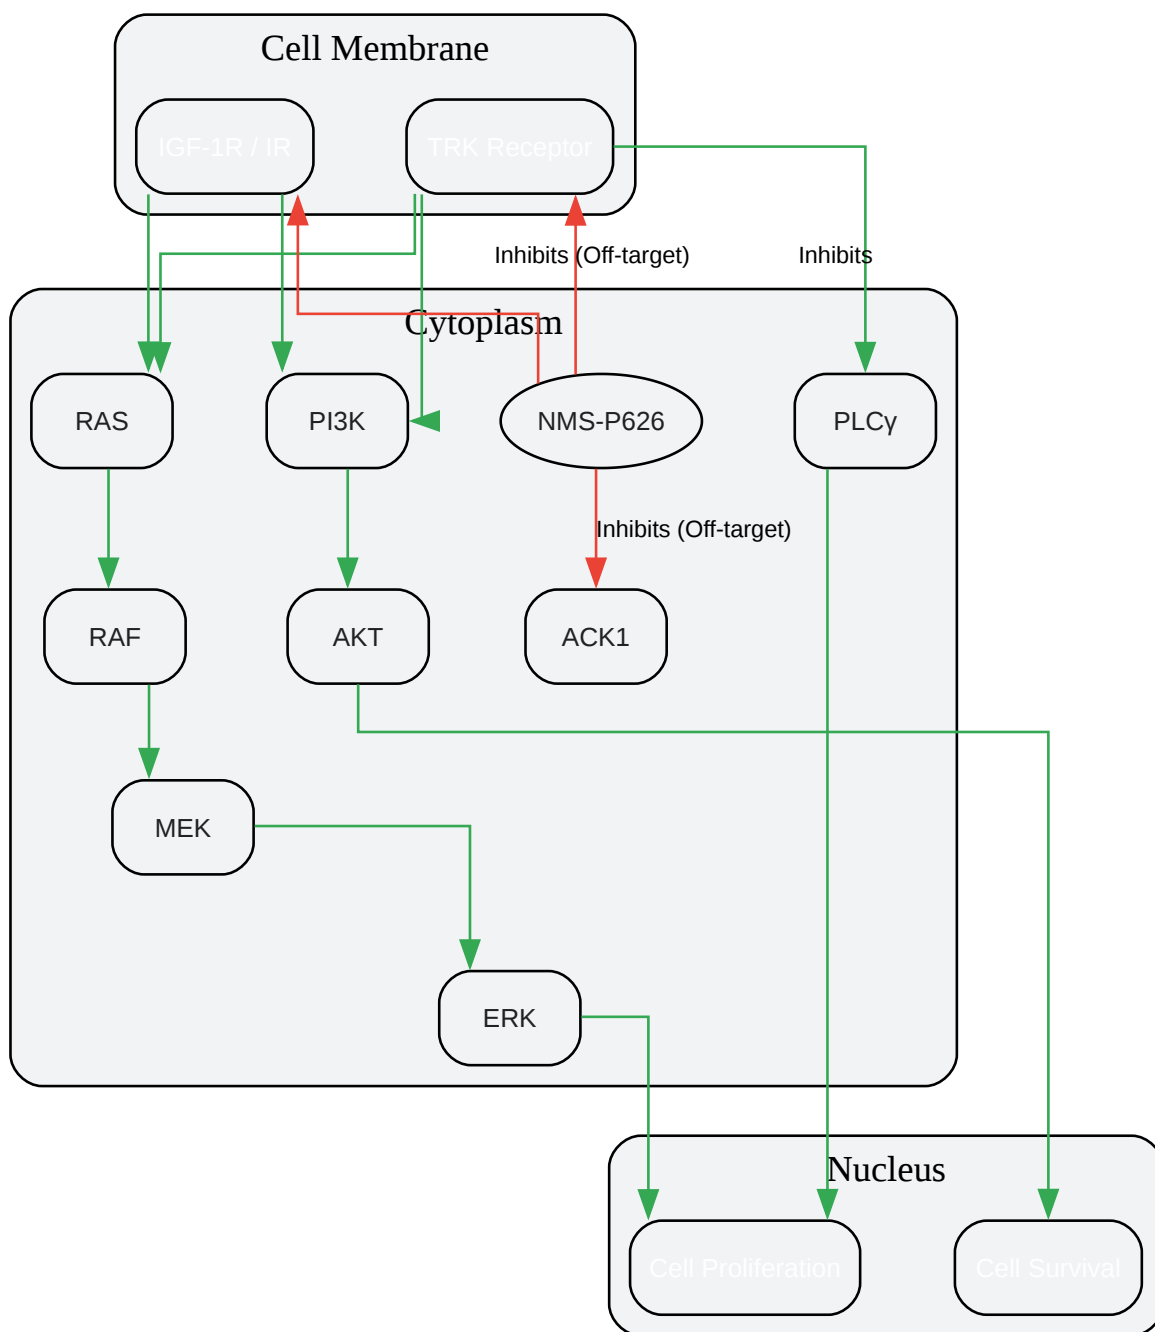 Cell Membrane
IGF-1R / IR
TRK Receptor
Inhibits (Off-target)
Inhibits
Cytoplasm
RAS
PI3K
NMS-P626
PLCγ
Inhibits (Off-target)
RAF
AKT
ACK1
MEK
ERK
Nucleus
Cell Proliferation
Cell Survival